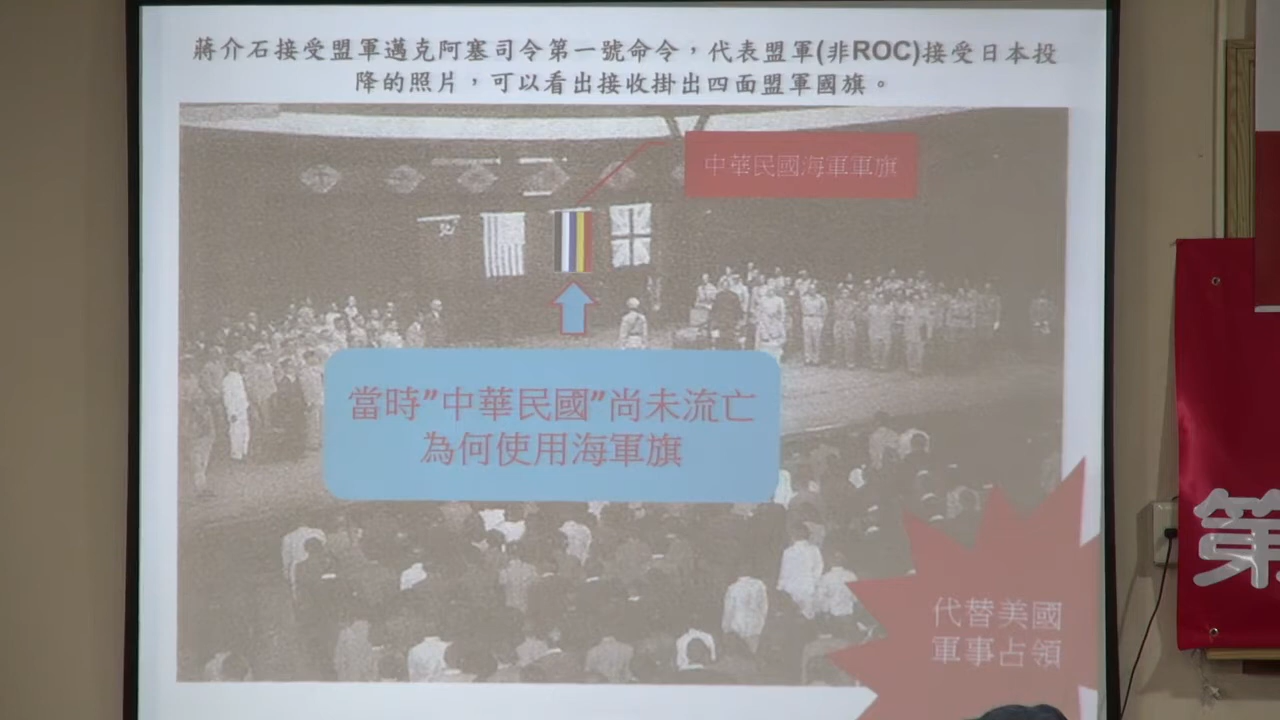 蔣介石接受盟軍邁克阿塞司令第一號命令，代表盟軍(非ROC)接受日本投
降的照片，可以看出接收掛出四面盟軍國旗。
中華民國海軍軍旗
當時”中華民國”尚未流亡
為何使用海軍旗
代替美國
軍事占領
第